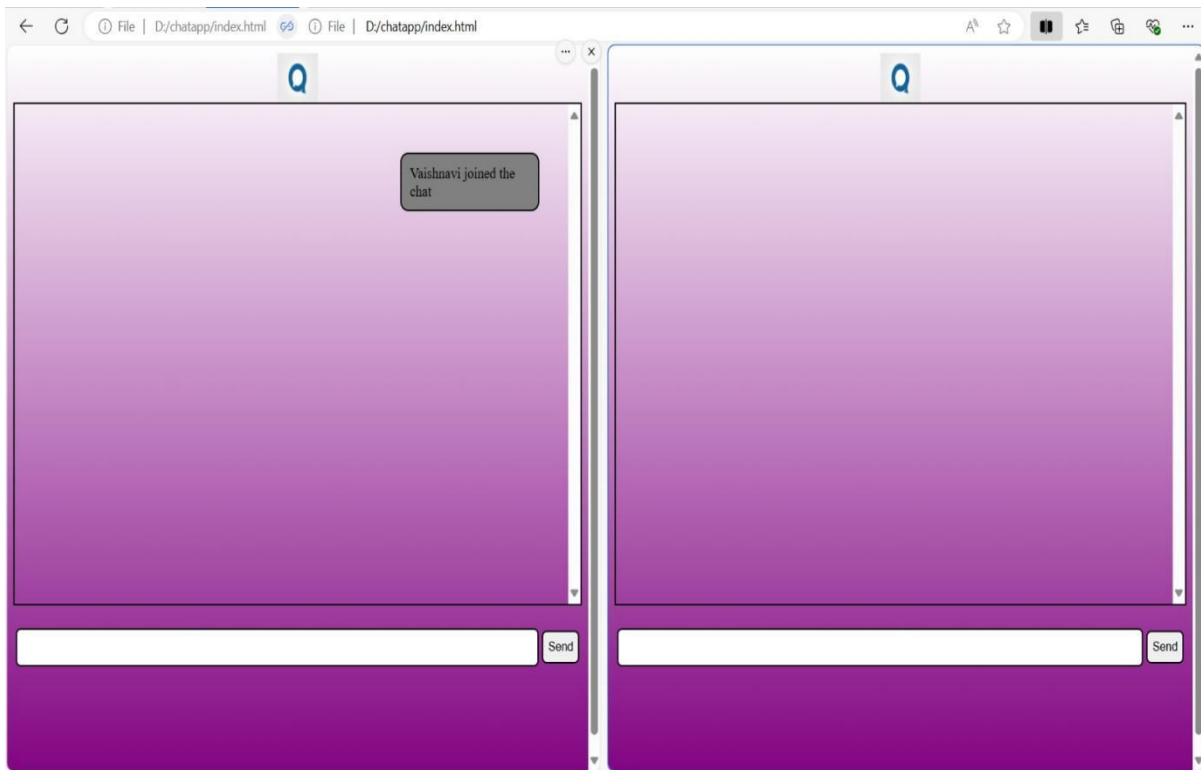 File | D:/chatapp/index.html File | D:/chatapp/index.html
Q Q
Vaishnavi joined the
chat
Send Send